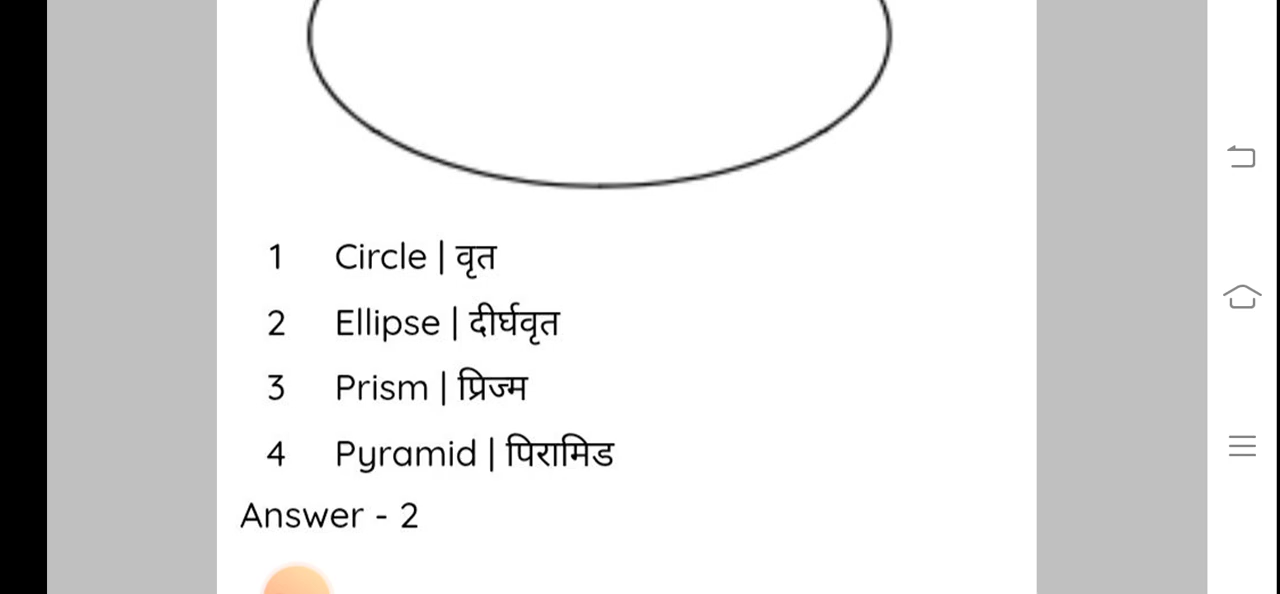 1 Circle | वृत
2 Ellipse | दीर्घवृत
3 Prism | प्रिज्म
4 Pyramid | पिरामिड
Answer - 2